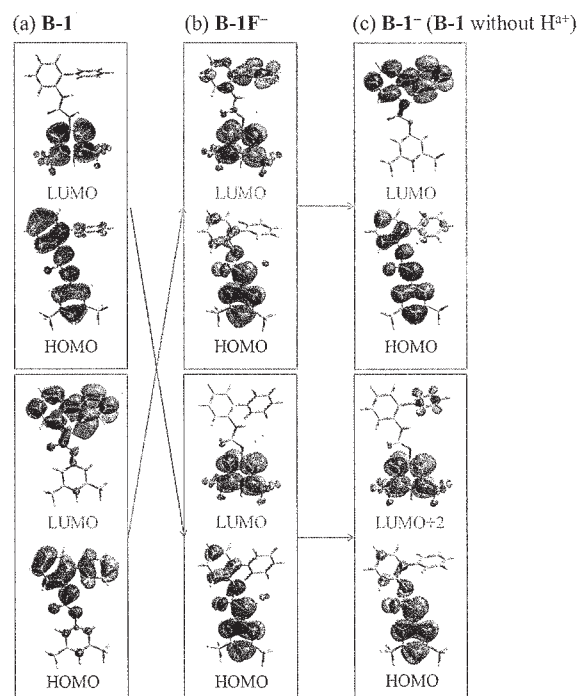 (a) B-1 (b) B-1F⁻ (c) B-1⁻ (B-1 without Hᵃ⁺)
LUMO LUMO LUMO
HOMO HOMO HOMO
LUMO LUMO LUMO+2
HOMO HOMO HOMO